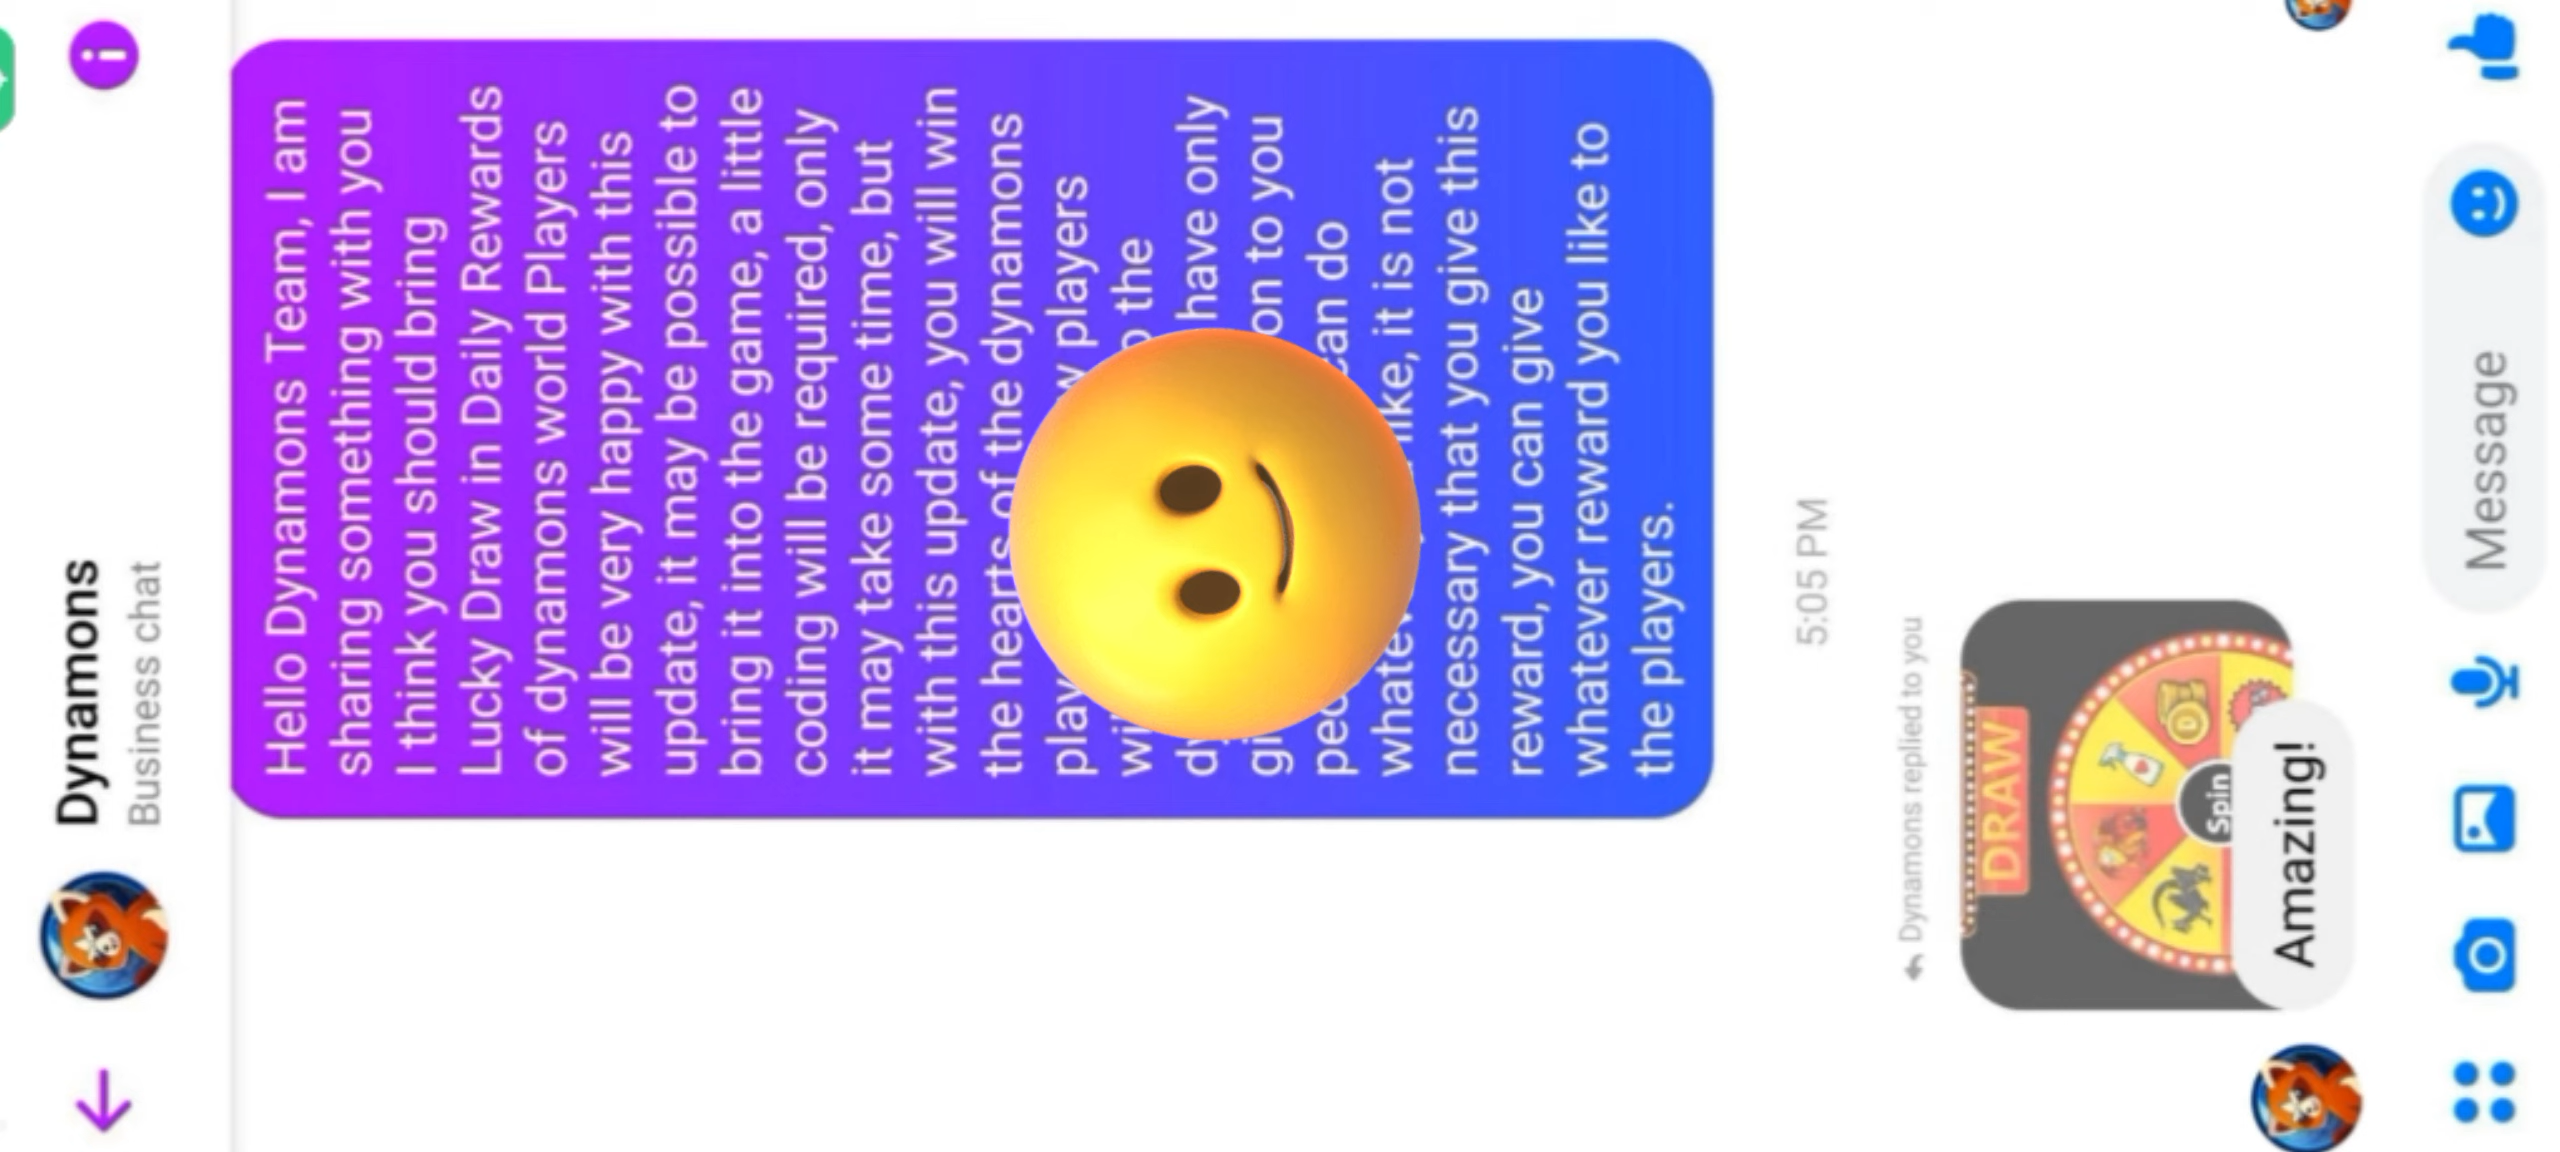 Dynamons
Business chat
Hello Dynamons Team, I am
sharing something with you
I think you should bring
Lucky Draw in Daily Rewards
of dynamons world Players
will be very happy with this
update, it may be possible to
bring it into the game, a little
coding will be required, only
it may take some time, but
with this update, you will win
the hearts of the dynamons
players
the
have only
on to you
can do
like, it is not
necessary that you give this
reward, you can give
whatever reward you like to
the players.
5:05 PM
Dynamons replied to you
DRAW
Spin
Amazing!
Message